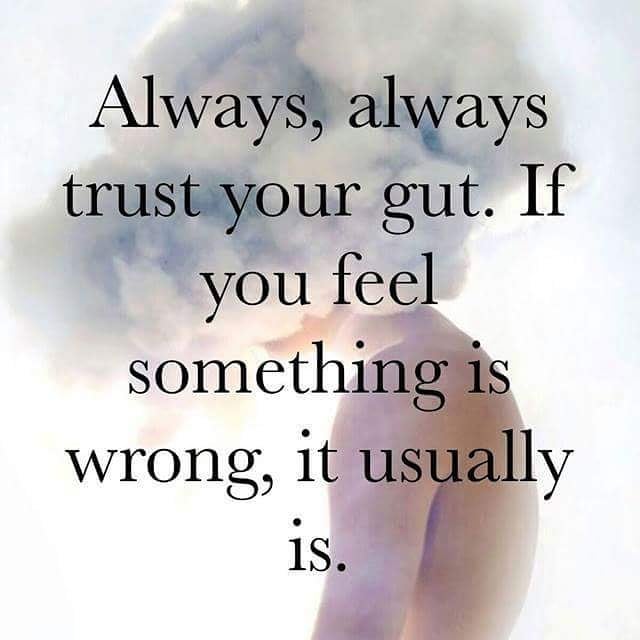 Always, always
trust your gut. If
you feel
something is
wrong, it usually
is.